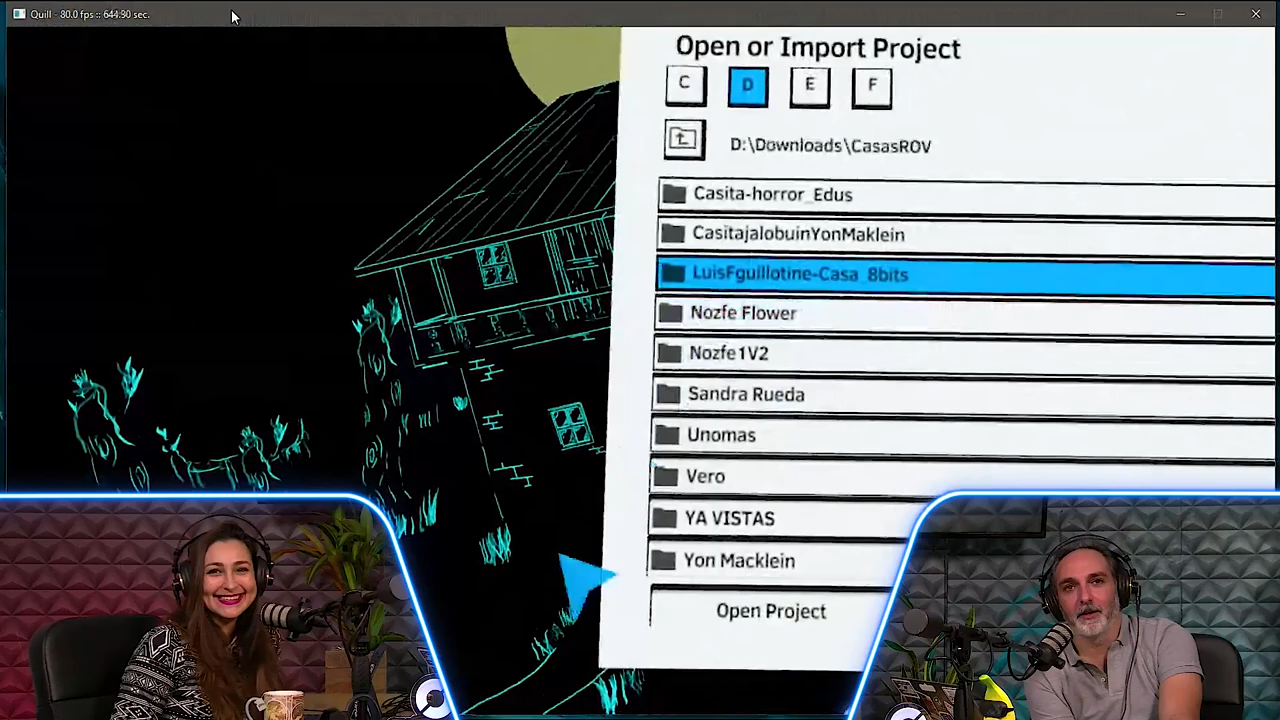 Quill - 80.0 fps :: 644.90 sec.
Open or Import Project
C D E F
D:\Downloads\CasasROV
Casita-horror_Edus
CasitajalobuinYonMaklein
LuisFguillotine-Casa_8bits
Nozfe Flower
Nozfe1V2
Sandra Rueda
Unomas
Vero
YA VISTAS
Yon Macklein
Open Project